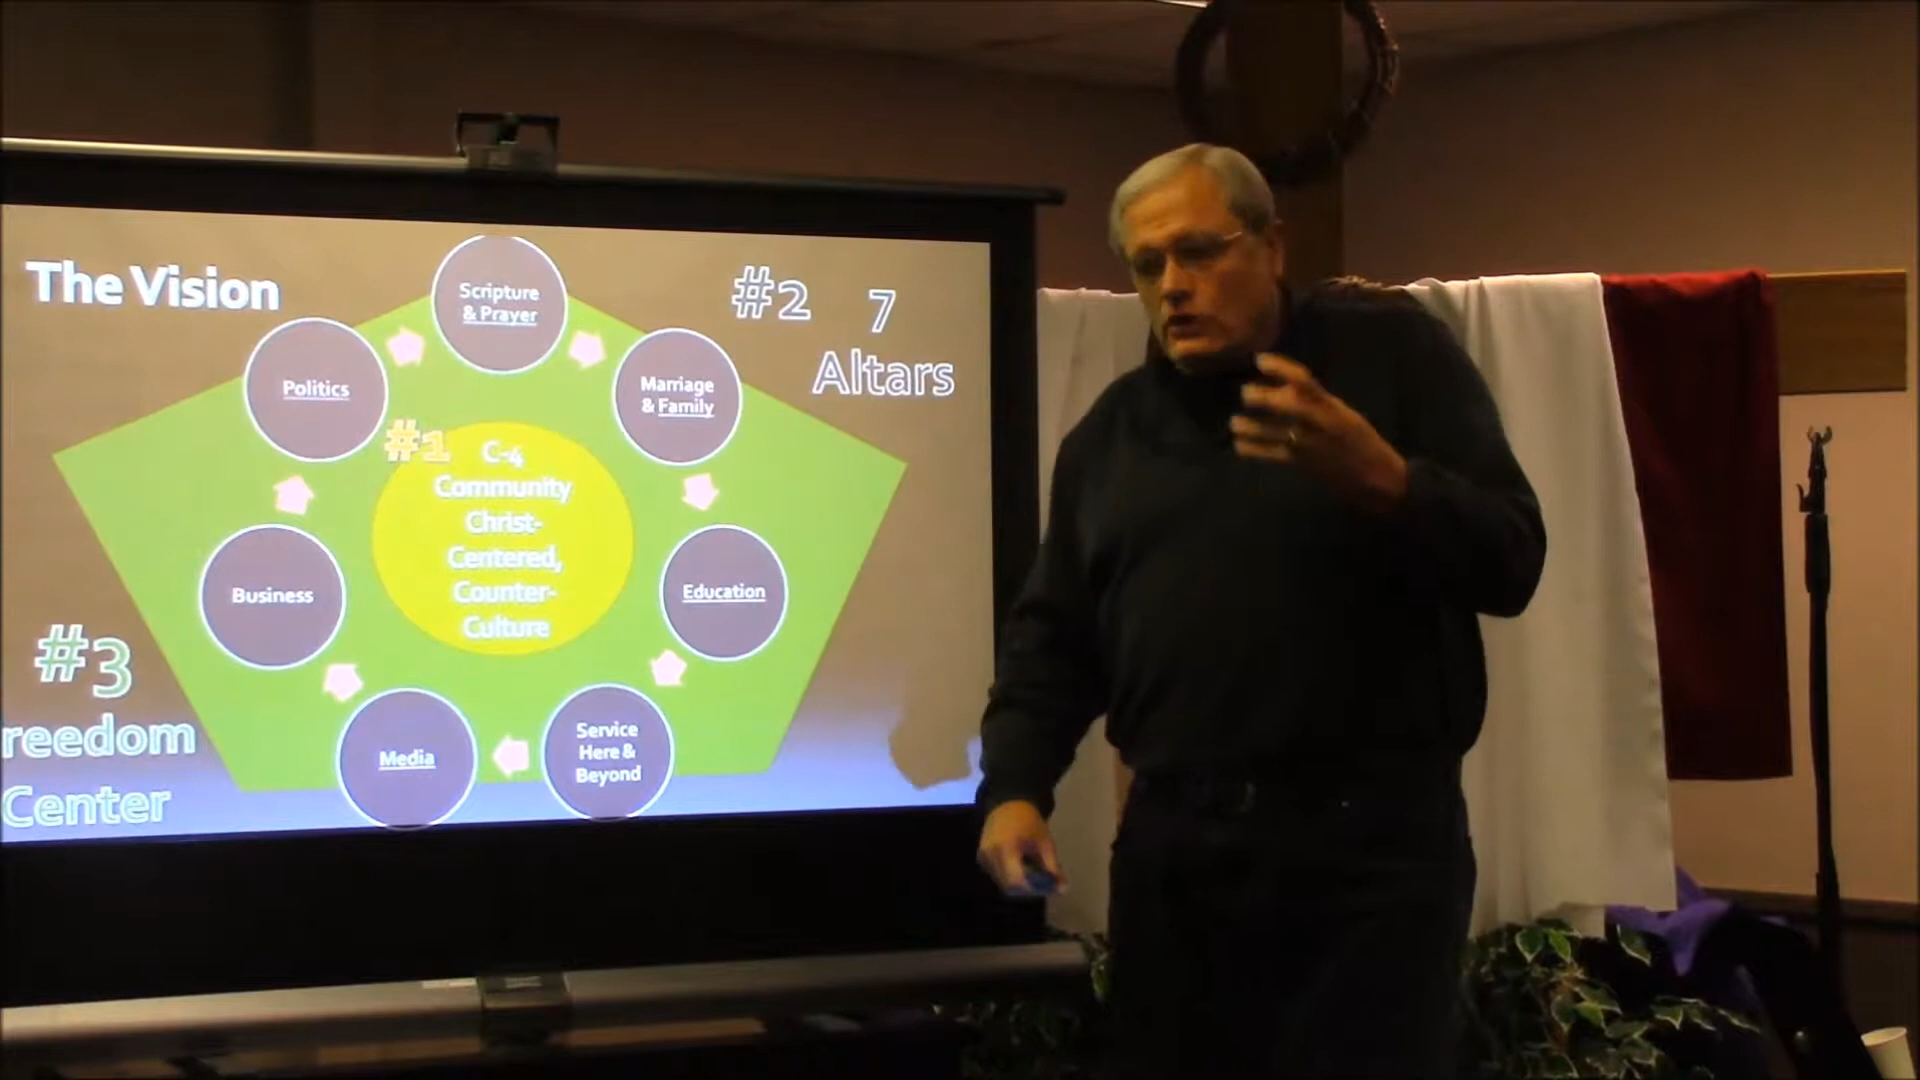 The Vision
#2
7
Altars
Scripture
& Prayer
Marriage
& Family
Education
Service
Here &
Beyond
Media
Business
Politics
#1
C-4
Community
Christ-
Centered,
Counter-
Culture
#3
reedom
Center